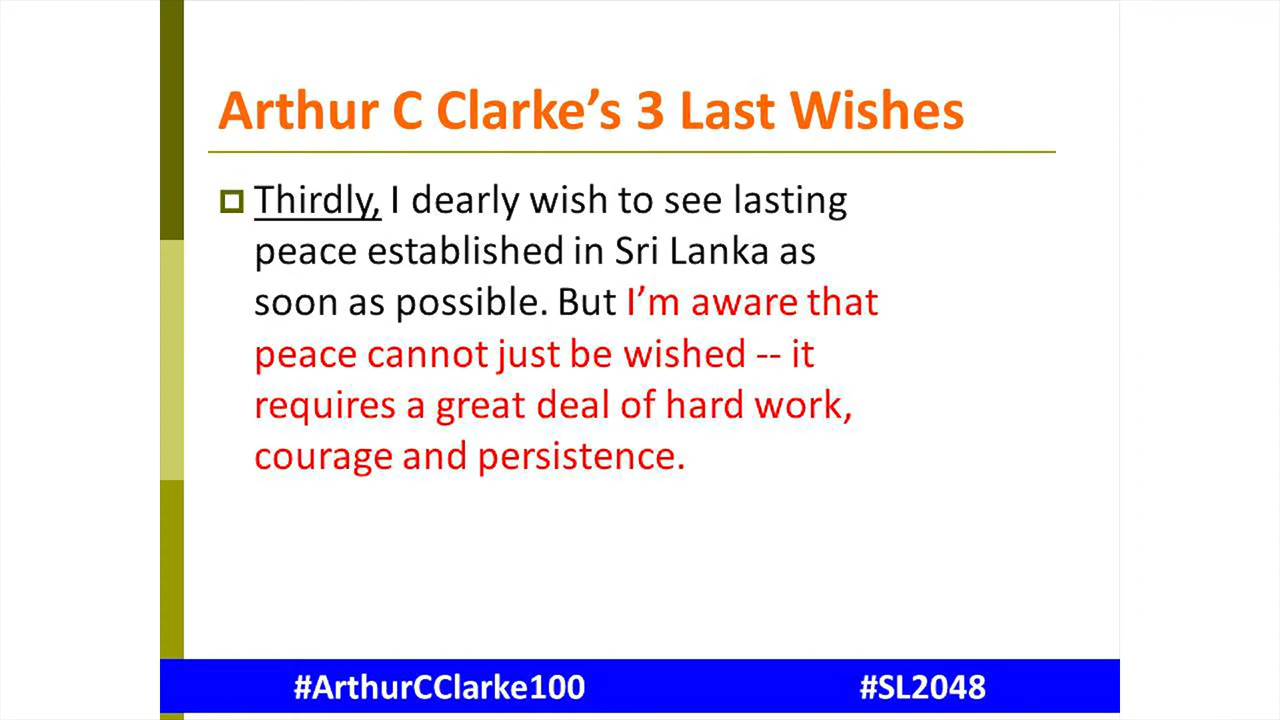 Arthur C Clarke’s 3 Last Wishes
Thirdly, I dearly wish to see lasting
peace established in Sri Lanka as
soon as possible. But I’m aware that
peace cannot just be wished -- it
requires a great deal of hard work,
courage and persistence.
#ArthurCClarke100 #SL2048